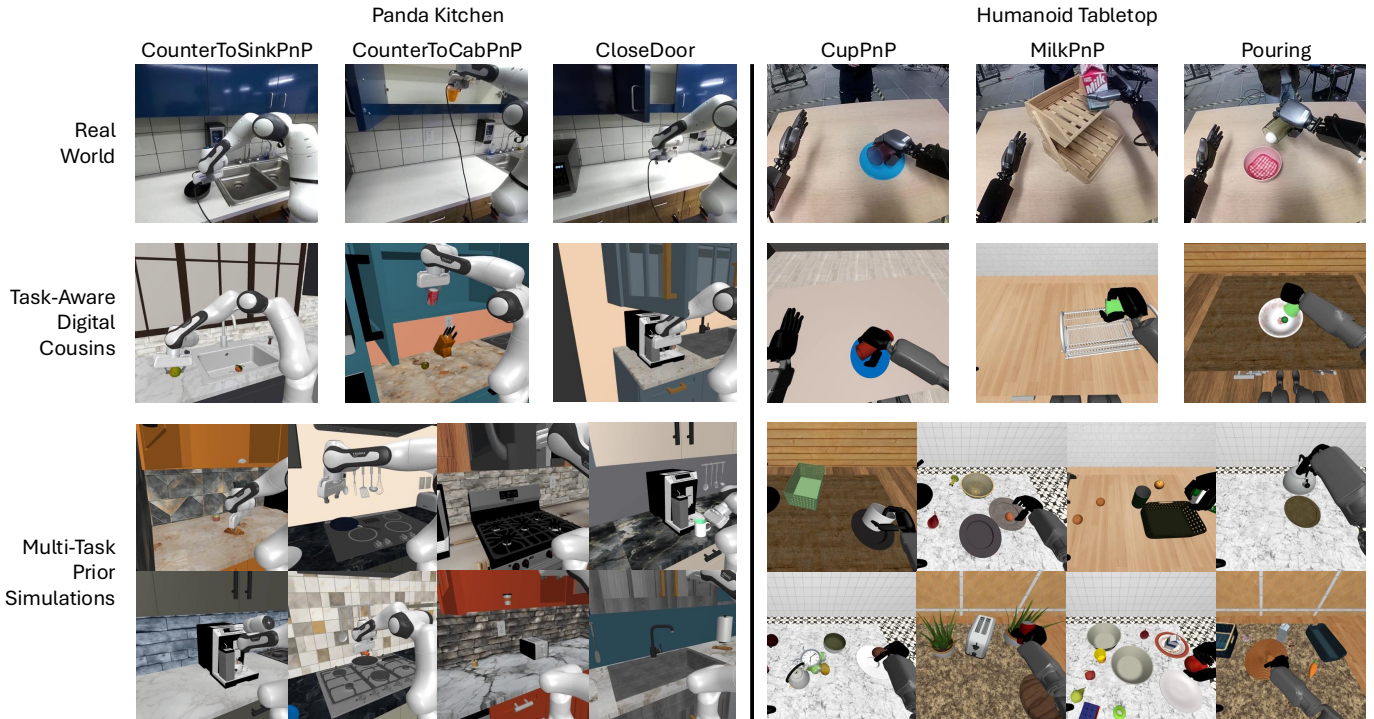 Panda Kitchen
Humanoid Tabletop
CounterToSinkPnP
CounterToCabPnP
CloseDoor
CupPnP
MilkPnP
Pouring
Real
World
Milk
Task-Aware
Digital
Cousins
Multi-Task
Prior
Simulations